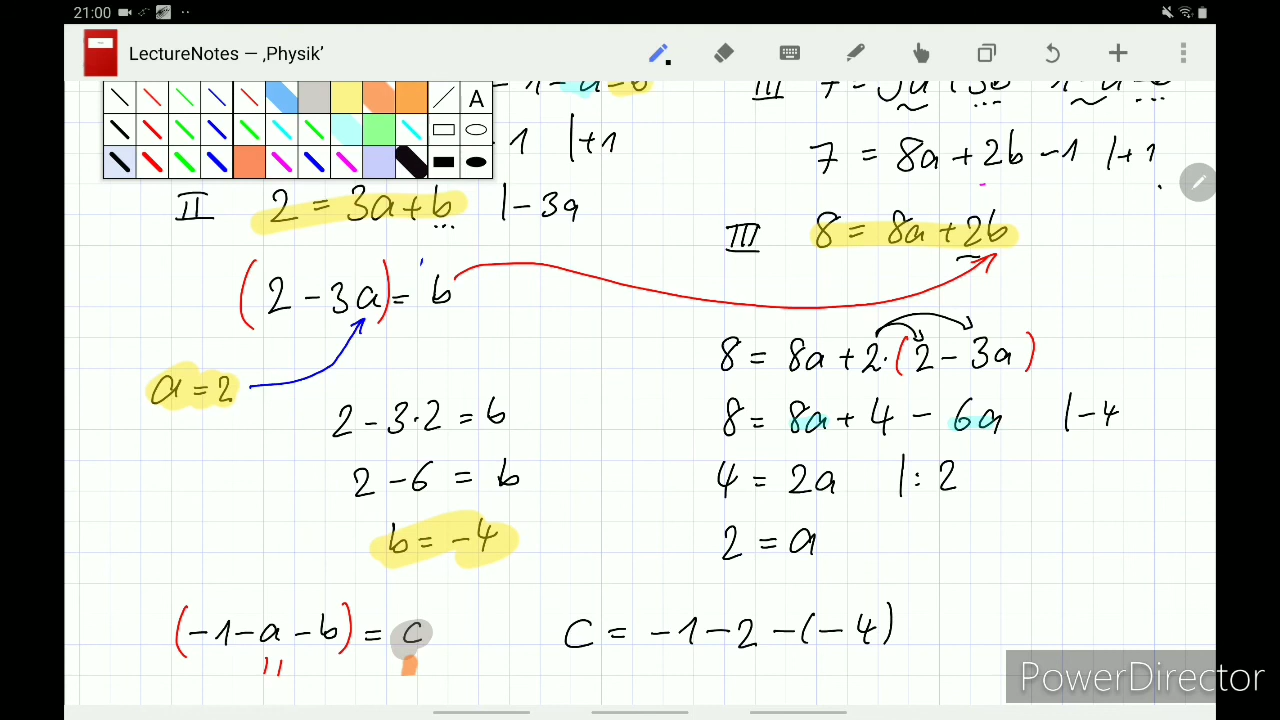 21:00
LectureNotes — ‚Physik’
A
- 1 - a - b
III
- 1 |+1
7 = 8a + 2b - 1 |+1
II 2 = 3a + b |- 3a
III 8 = 8a + 2b
(2 - 3a) = b
8 = 8a + 2·(2 - 3a)
a = 2
2 - 3·2 = b
8 = 8a + 4 - 6a |- 4
2 - 6 = b
4 = 2a |: 2
b = -4
2 = a
(-1 - a - b) = c
C = -1 - 2 - (-4)
PowerDirector